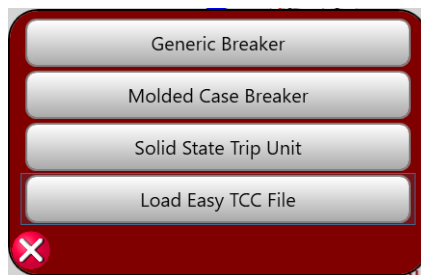 Generic Breaker
Molded Case Breaker
Solid State Trip Unit
Load Easy TCC File